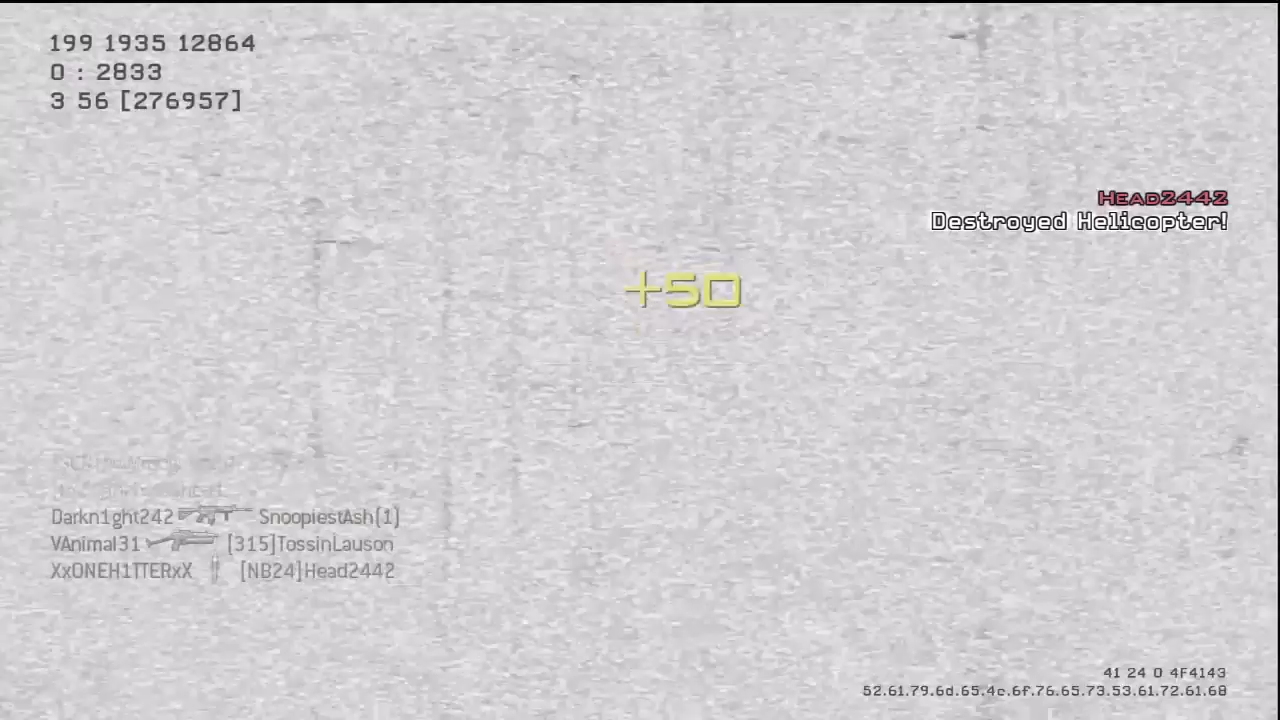 199 1935 12864
0 : 2833
3 56 [276957]
Head2442
Destroyed Helicopter!
+50
Darkn1ght242 SnoopiestAsh(1)
VAnimal31 [315]TossinLauson
XxONEH1TTERxX [NB24]Head2442
41 24 0 4F4143
52.61.79.6d.65.4c.6f.76.65.73.53.61.72.61.68